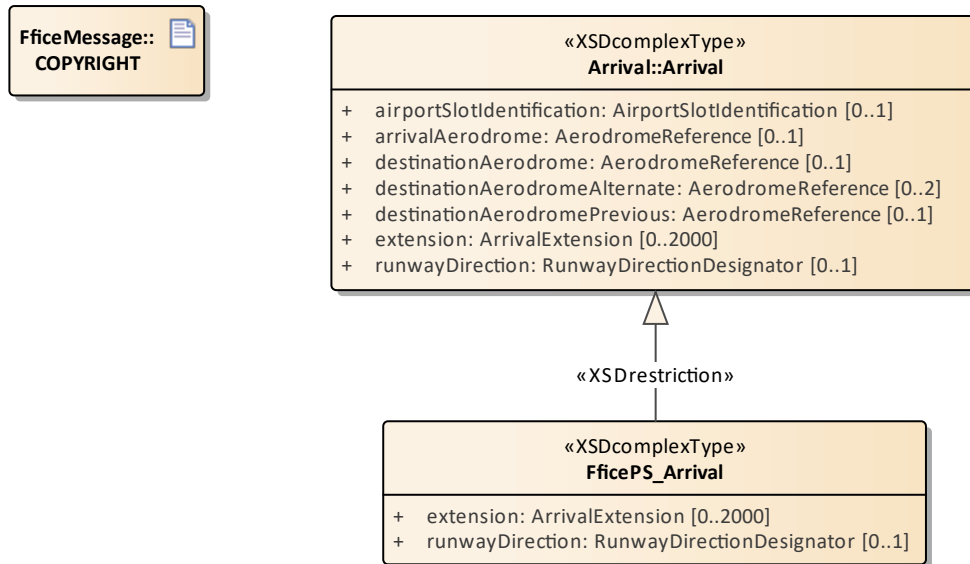 FficeMessage::
COPYRIGHT
«XSDcomplexType»
Arrival::Arrival
+ airportSlotIdentification: AirportSlotIdentification [0..1]
+ arrivalAerodrome: AerodromeReference [0..1]
+ destinationAerodrome: AerodromeReference [0..1]
+ destinationAerodromeAlternate: AerodromeReference [0..2]
+ destinationAerodromePrevious: AerodromeReference [0..1]
+ extension: ArrivalExtension [0..2000]
+ runwayDirection: RunwayDirectionDesignator [0..1]
«XSDrestriction»
«XSDcomplexType»
FficePS_Arrival
+ extension: ArrivalExtension [0..2000]
+ runwayDirection: RunwayDirectionDesignator [0..1]